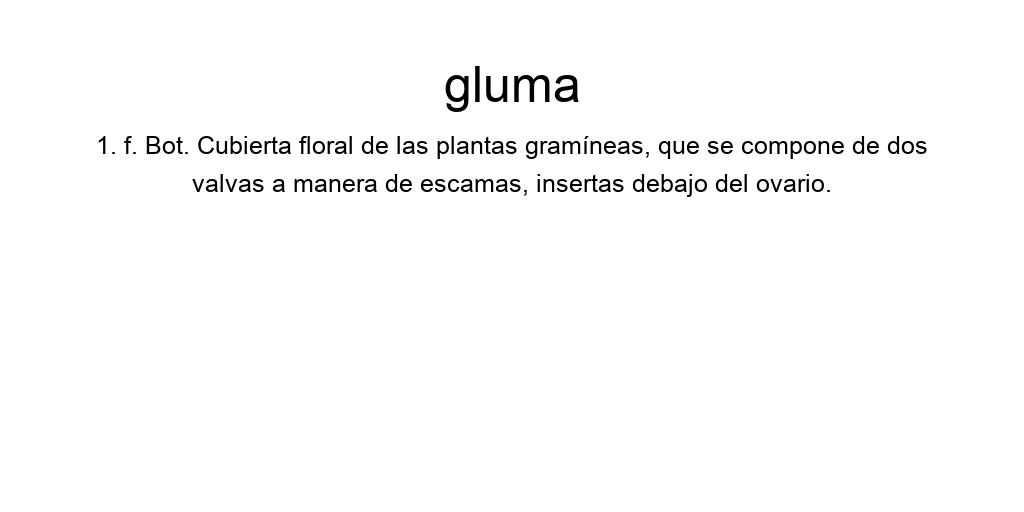 gluma
1. f. Bot. Cubierta floral de las plantas gramíneas, que se compone de dos
valvas a manera de escamas, insertas debajo del ovario.